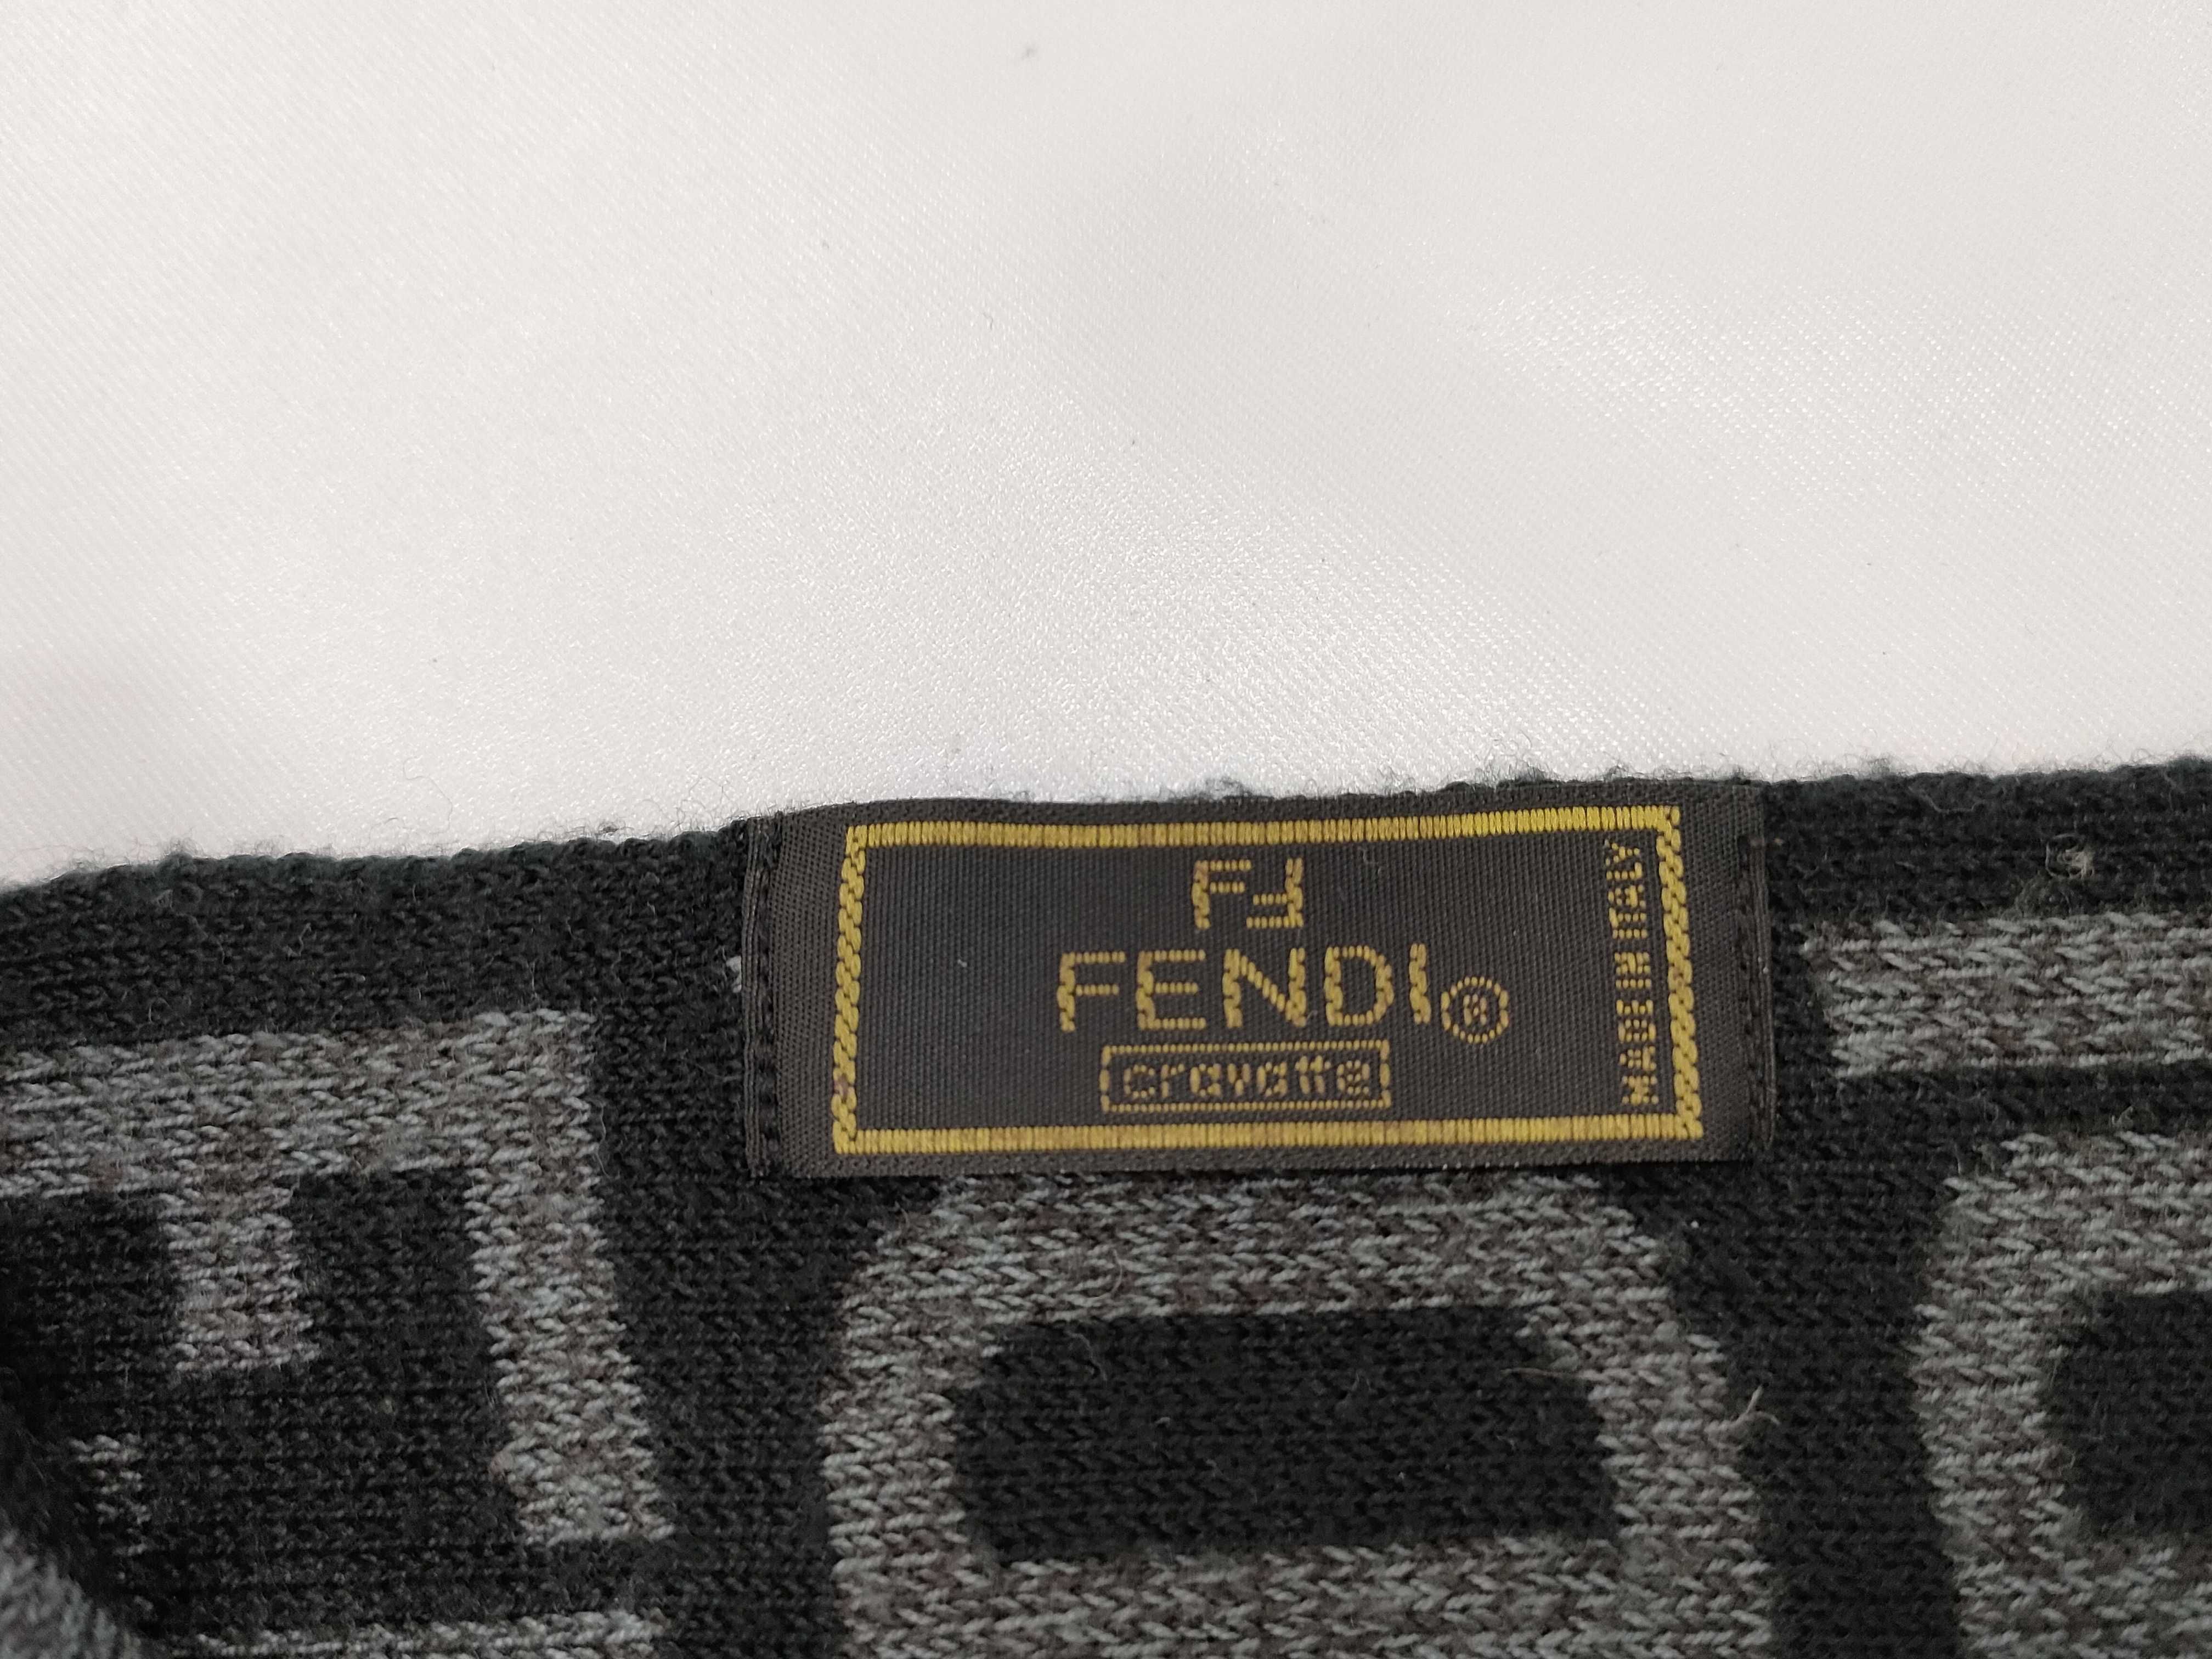 FF
FENDI®
cravatte
MADE IN ITALY